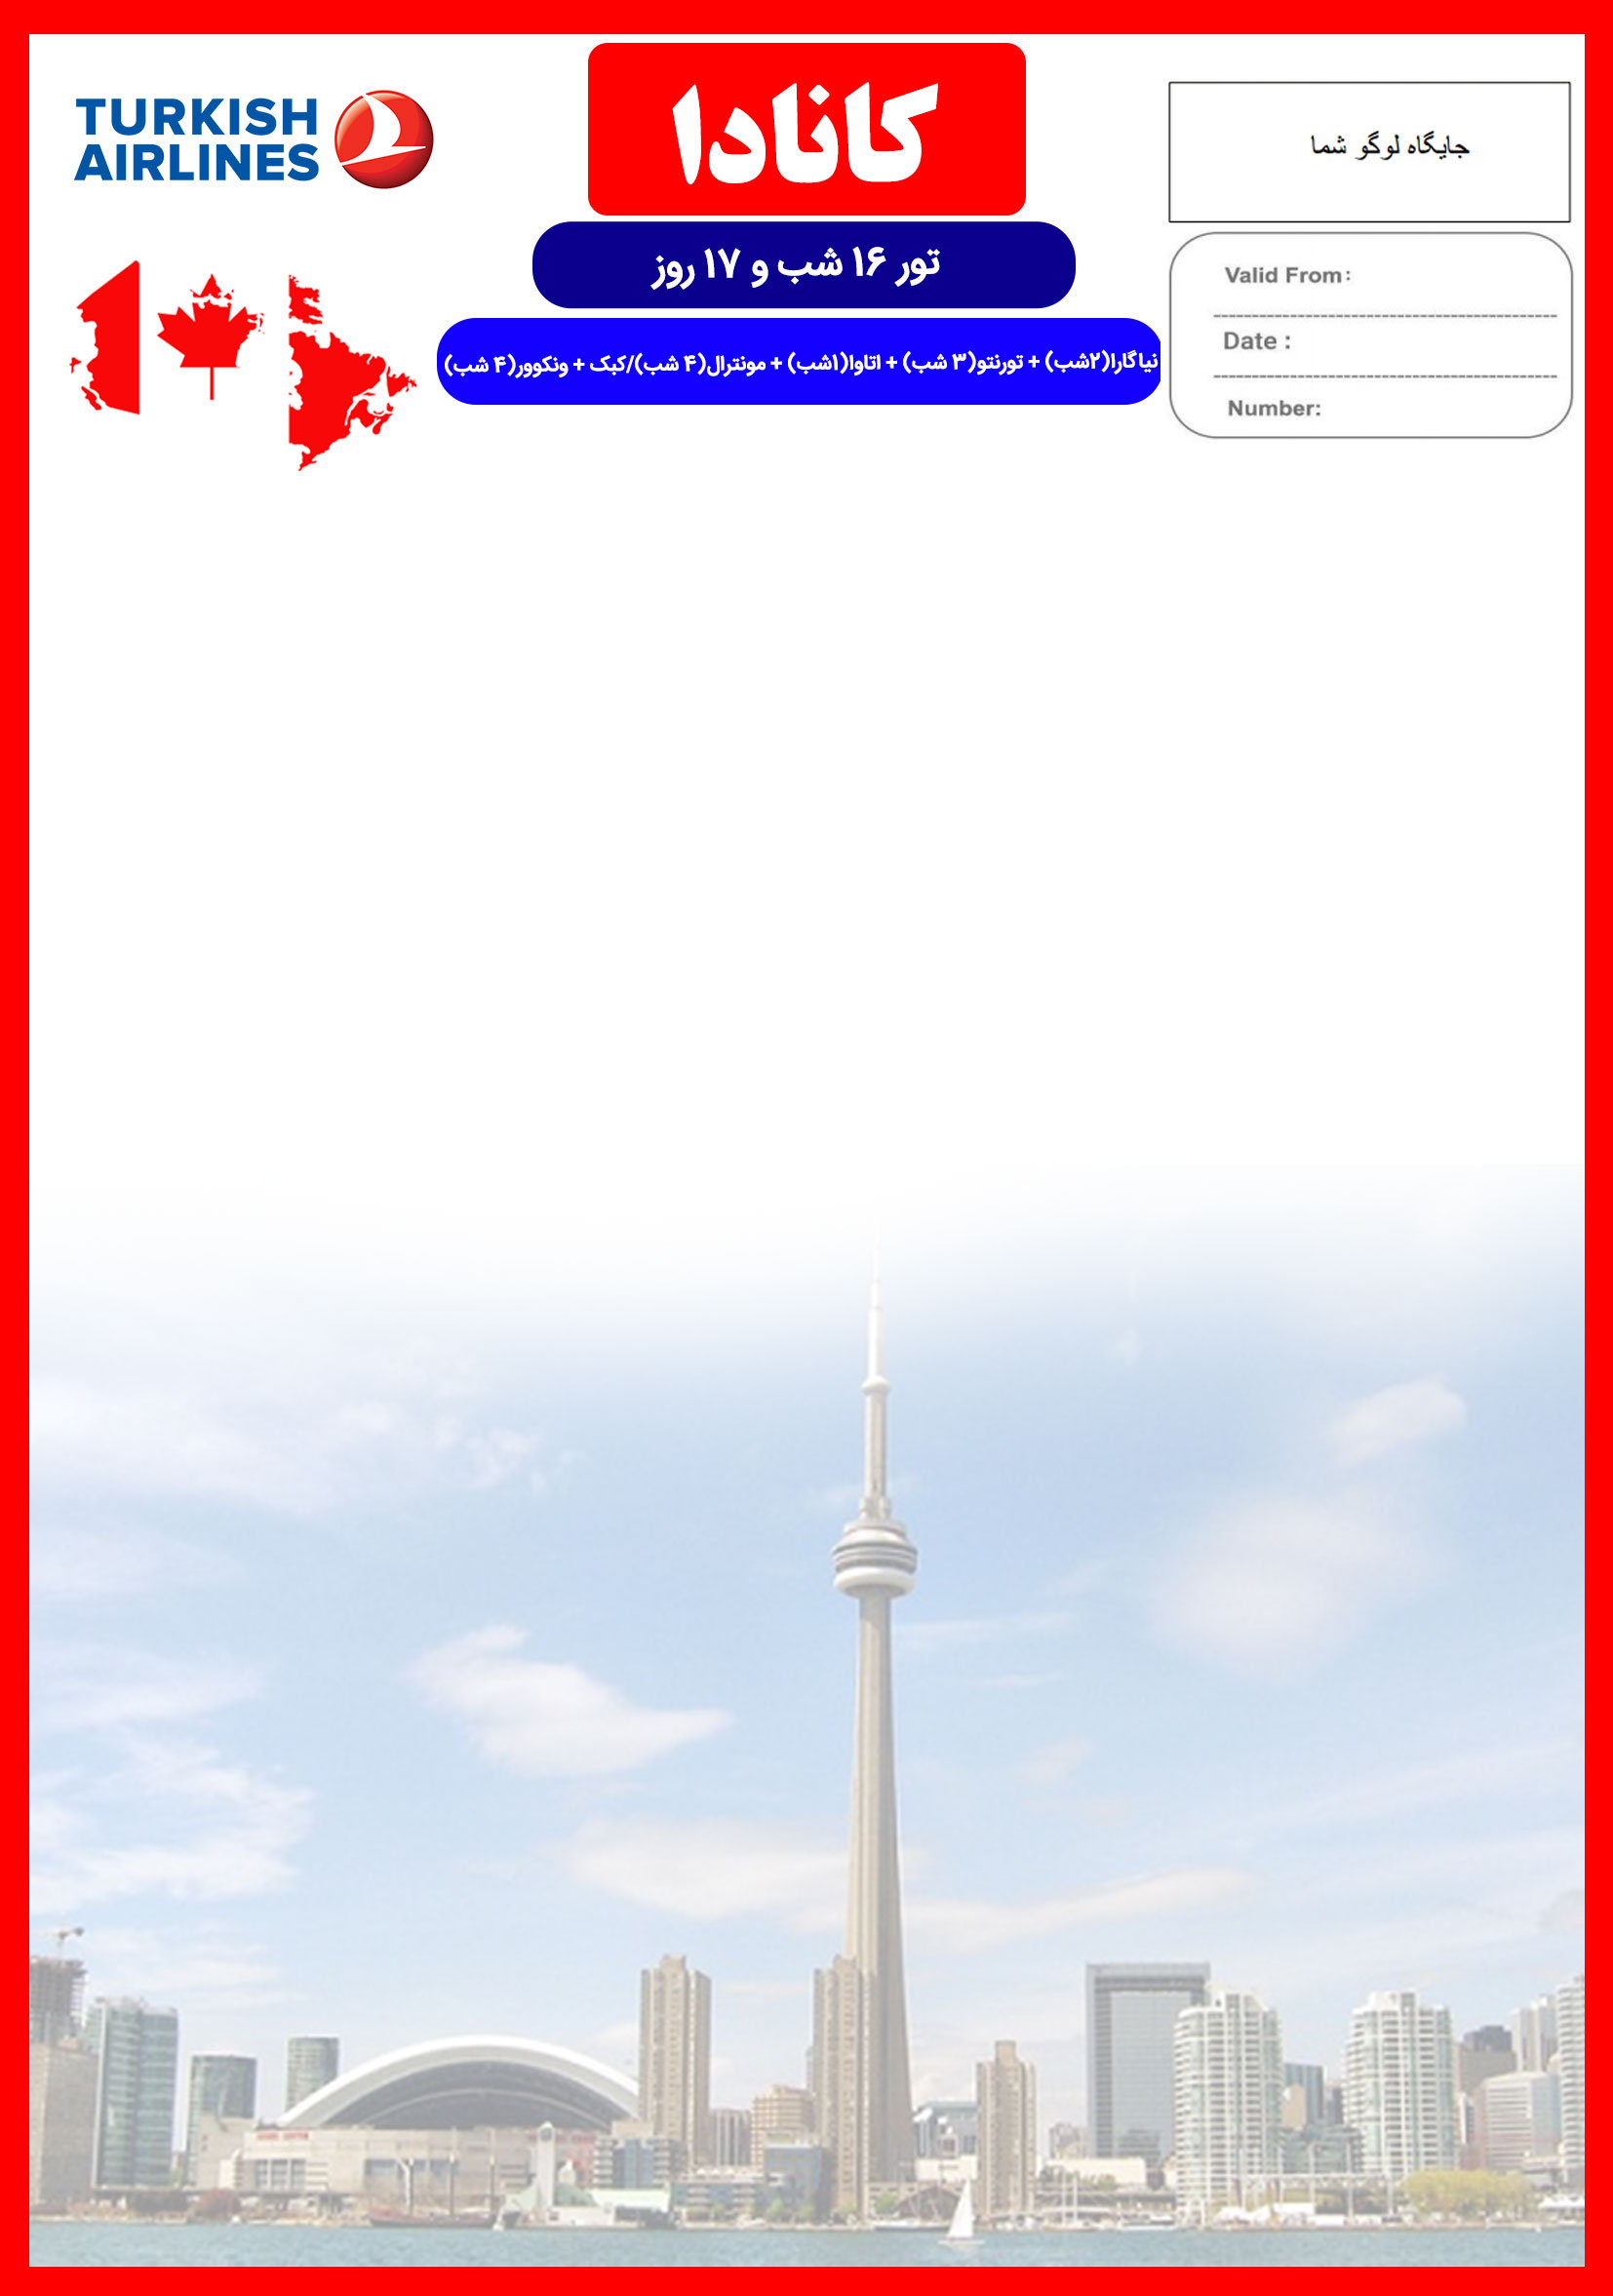 TURKISH
AIRLINES
کانادا
تور ۱۶ شب و ۱۷ روز
نیاگارا(۲شب) + تورنتو(۳ شب) + اتاوا(۱شب) + مونترال(۴ شب)/کبک + ونکوور(۴ شب)
جایگاه لوگو شما
Valid From:
Date :
Number: